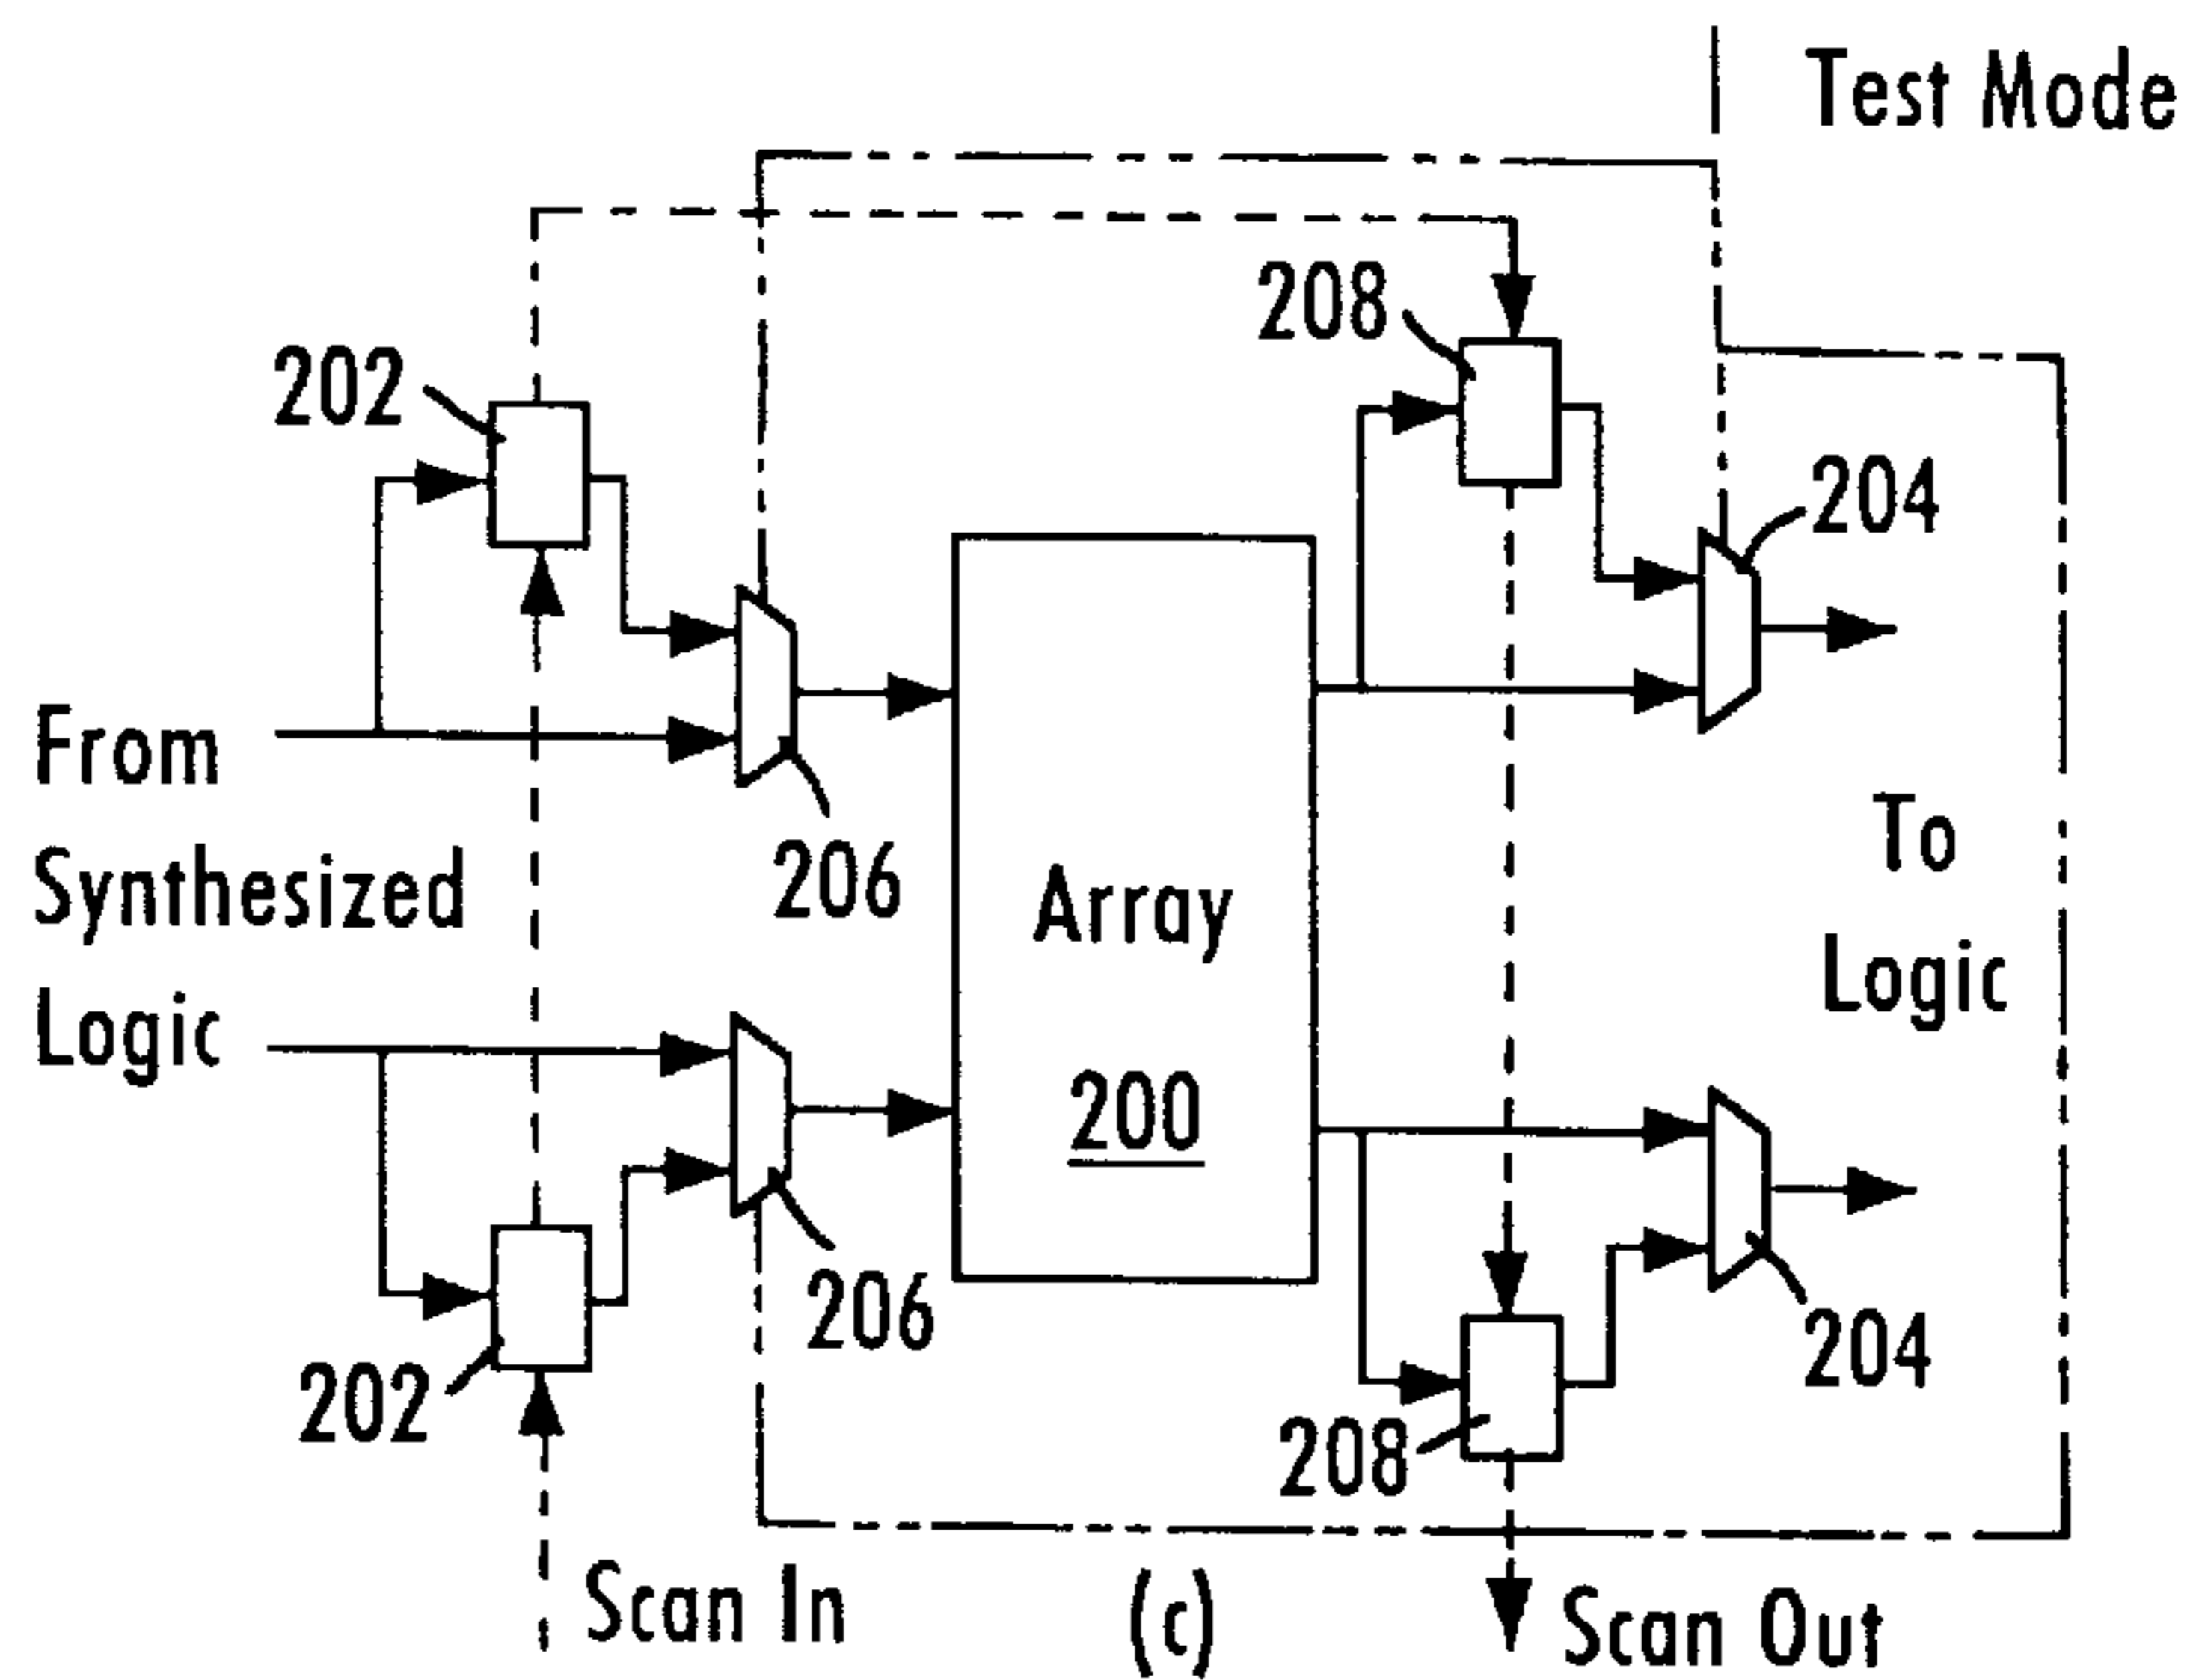 Test Mode
208
202
204
From
Synthesized
Logic
206
Array
200
To
Logic
206
204
202
208
Scan In
(c)
Scan Out